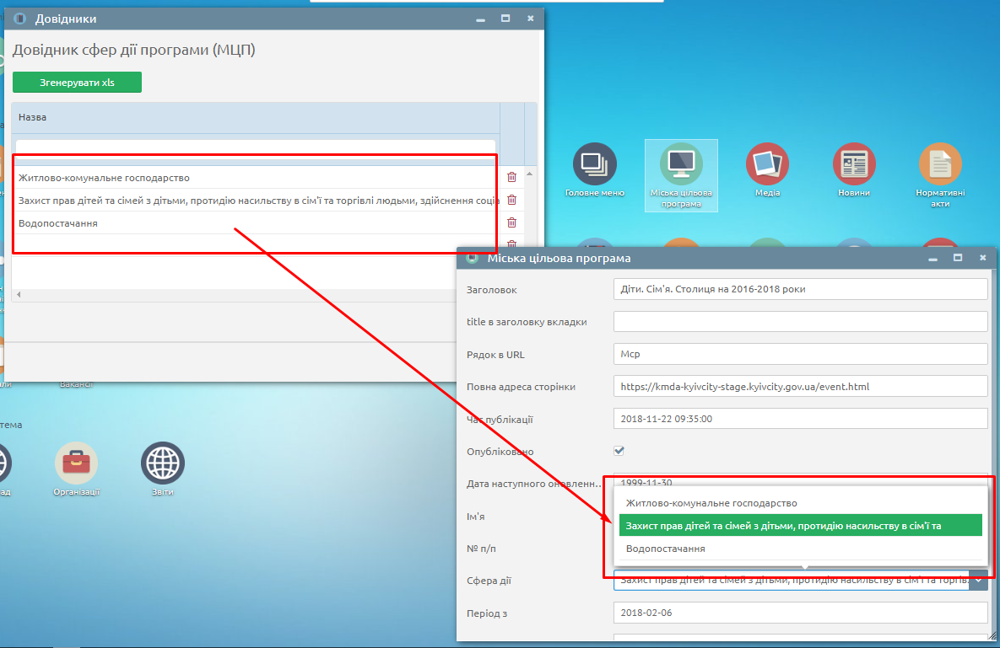 Довідники
Довідник сфер дії програми (МЦП)
Згенерувати xls
Назва
Житлово-комунальне господарство
Захист прав дітей та сімей з дітьми, протидію насильству в сім'ї та торгівлі людьми, здійснення соціа
Водопостачання
Головне меню
Міська цільова
програма
Медіа
Новини
Нормативні
акти
Міська цільова програма
Заголовок
Діти. Сім'я. Столиця на 2016-2018 роки
title в заголовку вкладки
Рядок в URL
Мср
Повна адреса сторінки
https://kmda-kyivcity-stage.kyivcity.gov.ua/event.html
Час публікації
2018-11-22 09:35:00
Опубліковано
Дата наступного оновленн...
1999-11-30
Ім'я
Житлово-комунальне господарство
Захист прав дітей та сімей з дітьми, протидію насильству в сім'ї та
№ п/п
Водопостачання
Сфера дії
Захист прав дітей та сімей з дітьми, протидію насильству в сім'ї та торгів.
Період з
2018-02-06
Вакансії
тема
ад
Організації
Звіти